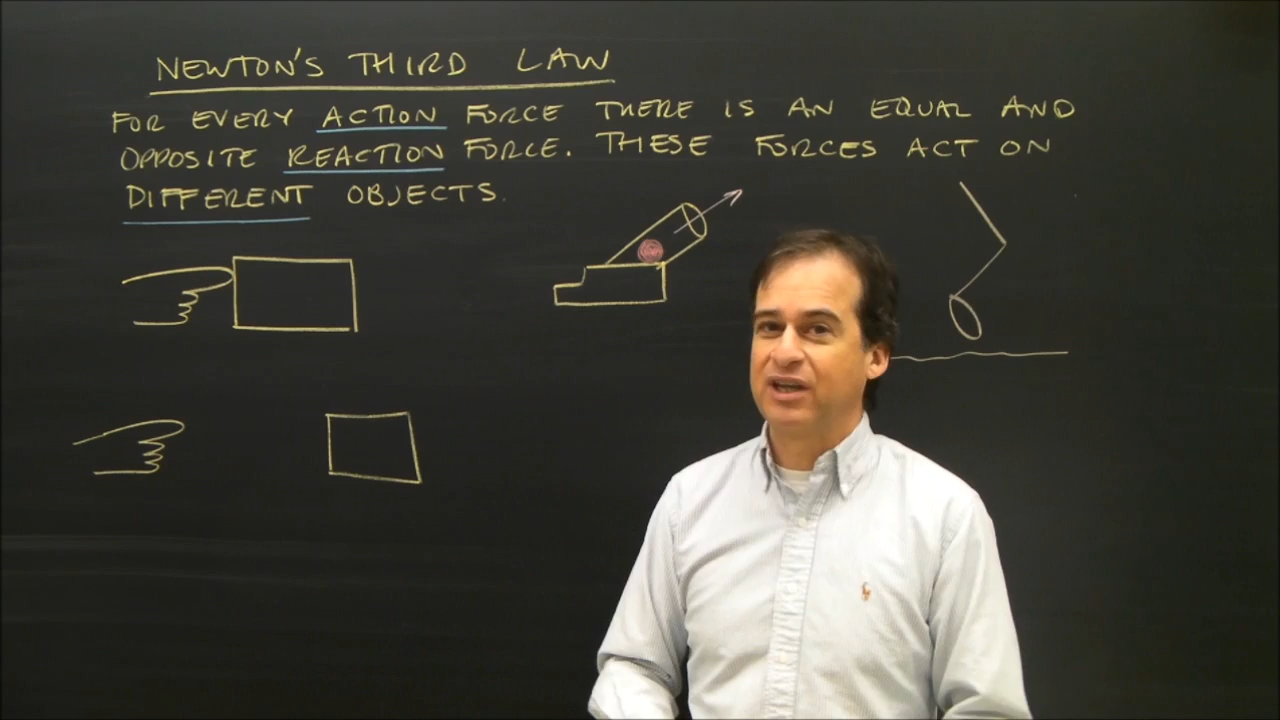 NEWTON'S THIRD LAW
FOR EVERY ACTION FORCE THERE IS AN EQUAL AND
OPPOSITE REACTION FORCE. THESE FORCES ACT ON
DIFFERENT OBJECTS.